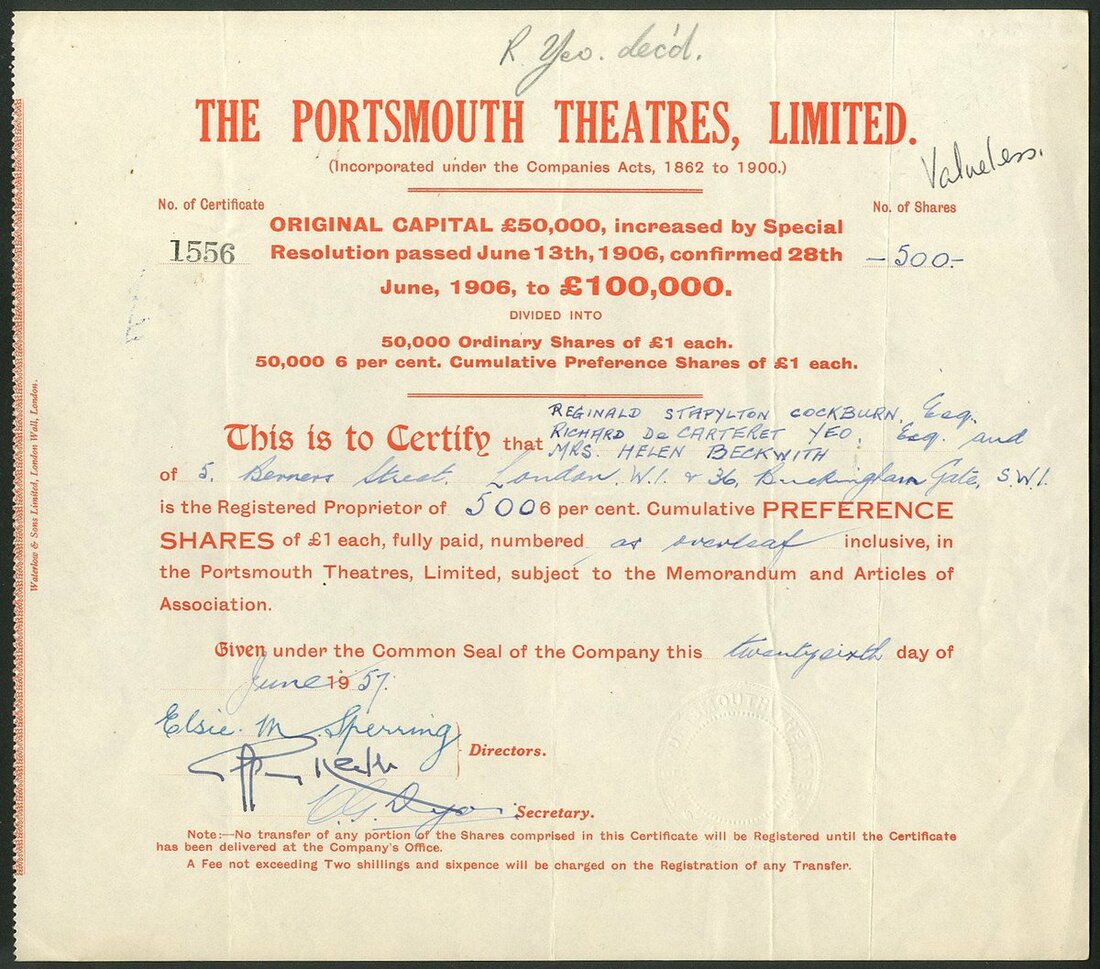 R. Yeo. dec'd.
THE PORTSMOUTH THEATRES, LIMITED.
(Incorporated under the Companies Acts, 1862 to 1900.)
Valueless.
No. of Certificate
1556
No. of Shares
-500.-
ORIGINAL CAPITAL £50,000, increased by Special
Resolution passed June 13th, 1906, confirmed 28th
June, 1906, to £100,000.
DIVIDED INTO
50,000 Ordinary Shares of £1 each.
50,000 6 per cent. Cumulative Preference Shares of £1 each.
REGINALD STAPYLTON COCKBURN, Esq.
RICHARD De CARTERET YEO, Esq. and
This is to Certify that MRS. HELEN BECKWITH
of 5. Berners Street. London. W.1. & 36, Buckingham Gate, S.W.1.
is the Registered Proprietor of 500 6 per cent. Cumulative PREFERENCE
SHARES of £1 each, fully paid, numbered as overleaf inclusive, in
the Portsmouth Theatres, Limited, subject to the Memorandum and Articles of
Association.
Given under the Common Seal of the Company this twentysixth day of
June 1957.
Elsie. M. Sperring
Directors.
Secretary.
Note:—No transfer of any portion of the Shares comprised in this Certificate will be Registered until the Certificate
has been delivered at the Company's Office.
A Fee not exceeding Two shillings and sixpence will be charged on the Registration of any Transfer.
Waterlow & Sons Limited, London Wall, London.